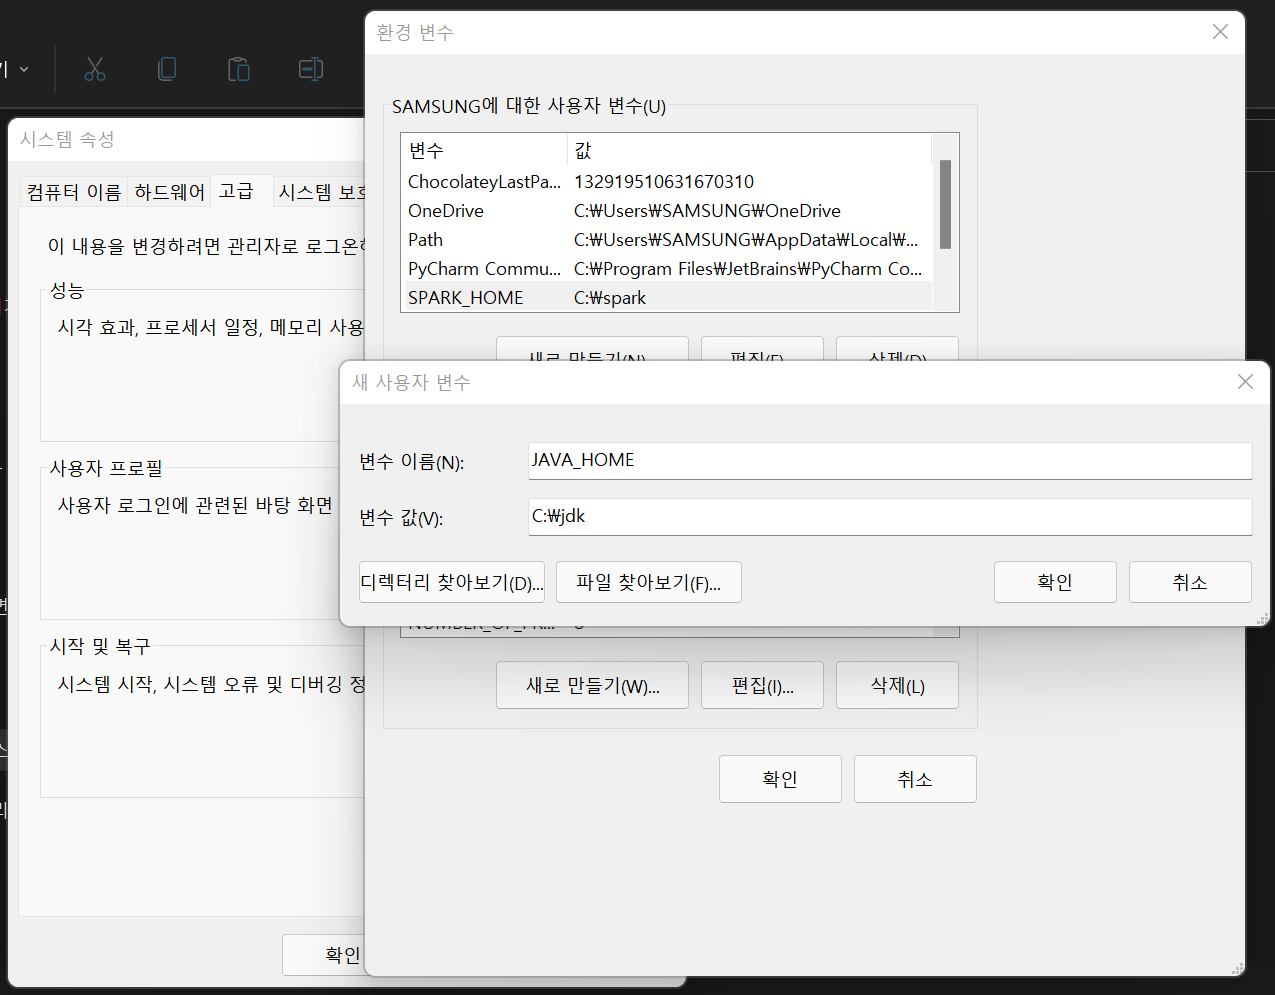 환경 변수
SAMSUNG에 대한 사용자 변수(U)
변수 값
ChocolateyLastPa... 132919510631670310
OneDrive C:₩Users₩SAMSUNG₩OneDrive
Path C:₩Users₩SAMSUNG₩AppData₩Local₩...
PyCharm Commu... C:₩Program Files₩JetBrains₩PyCharm Co...
SPARK_HOME C:₩spark
새로 만들기(N)... 편집(E)... 삭제(D)
시스템 속성
컴퓨터 이름 하드웨어 고급 시스템 보호
이 내용을 변경하려면 관리자로 로그온
성능
시각 효과, 프로세서 일정, 메모리 사용
사용자 프로필
사용자 로그인에 관련된 바탕 화면
시작 및 복구
시스템 시작, 시스템 오류 및 디버깅 정
확인
새 사용자 변수
변수 이름(N): JAVA_HOME
변수 값(V): C:₩jdk
디렉터리 찾아보기(D)... 파일 찾아보기(F)... 확인 취소
새로 만들기(W)... 편집(I)... 삭제(L)
확인 취소